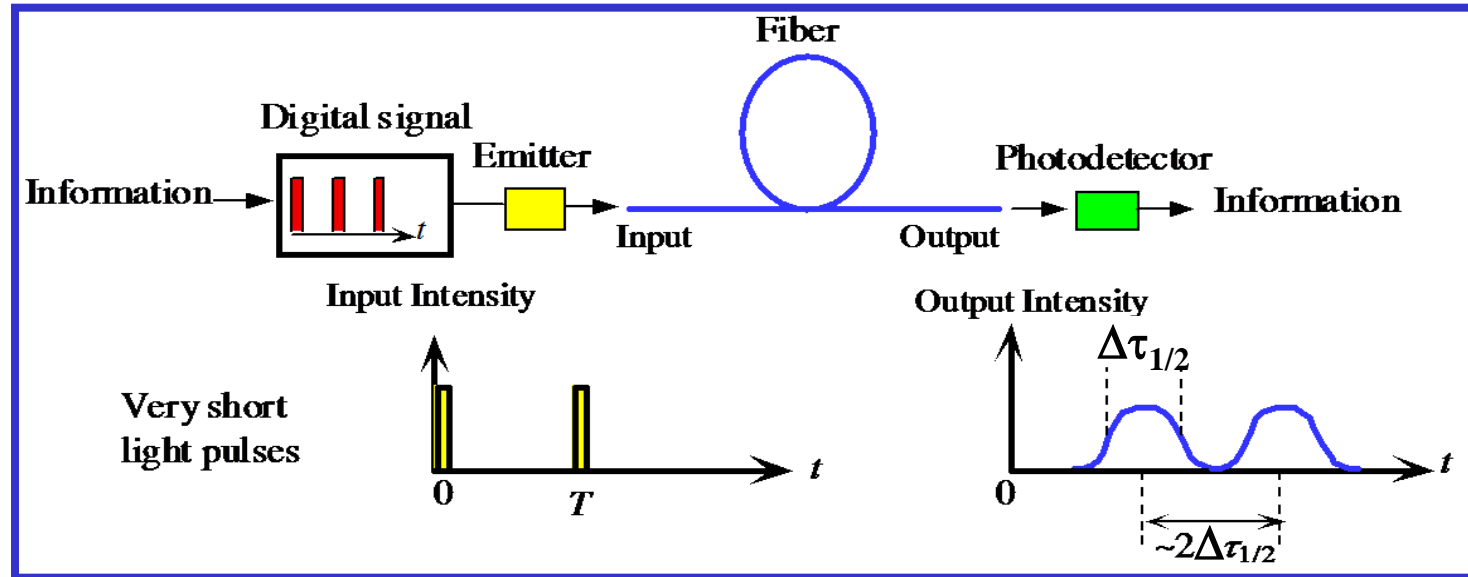 Fiber
Digital signal
Emitter
Photodetector
Information
Information
t
Input
Output
Input Intensity
Output Intensity
Δτ1/2
Very short
light pulses
t
t
0
T
0
~2Δτ1/2